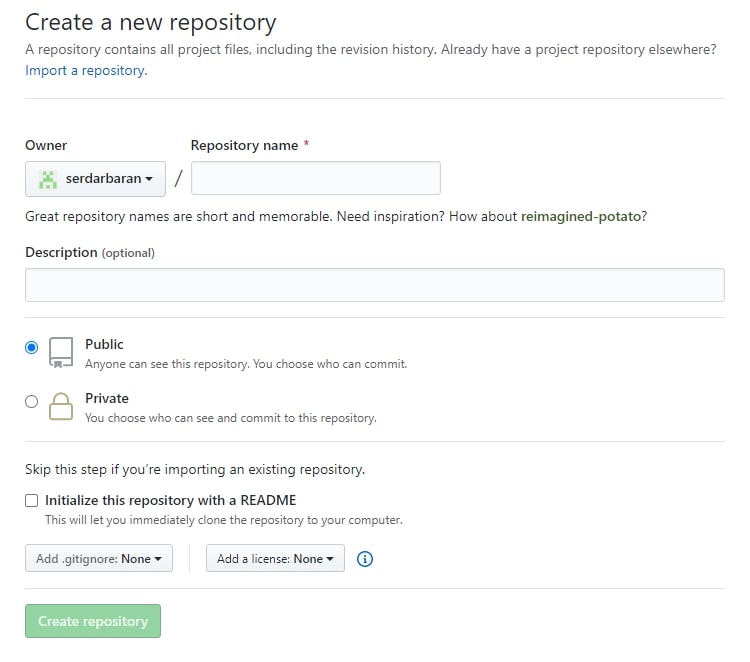 Create a new repository
A repository contains all project files, including the revision history. Already have a project repository elsewhere?
Import a repository.
Owner
Repository name *
serdarbaran /
Great repository names are short and memorable. Need inspiration? How about reimagined-potato?
Description (optional)
Public
Anyone can see this repository. You choose who can commit.
Private
You choose who can see and commit to this repository.
Skip this step if you're importing an existing repository.
Initialize this repository with a README
This will let you immediately clone the repository to your computer.
Add .gitignore: None
Add a license: None
Create repository